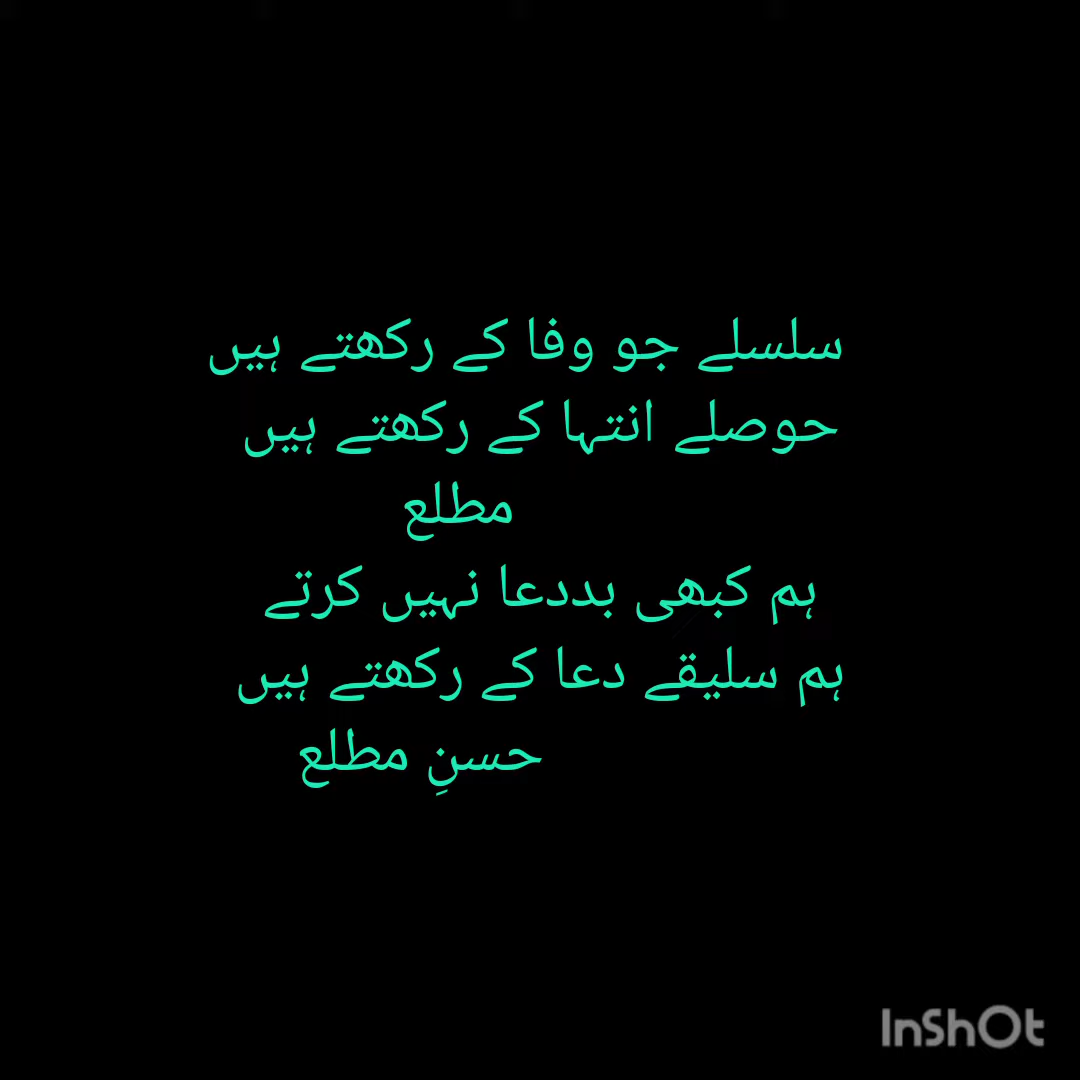 سلسلے جو وفا کے رکھتے ہیں
حوصلے انتہا کے رکھتے ہیں
مطلع
ہم کبھی بددعا نہیں کرتے
ہم سلیقے دعا کے رکھتے ہیں
حسنِ مطلع
InShOt